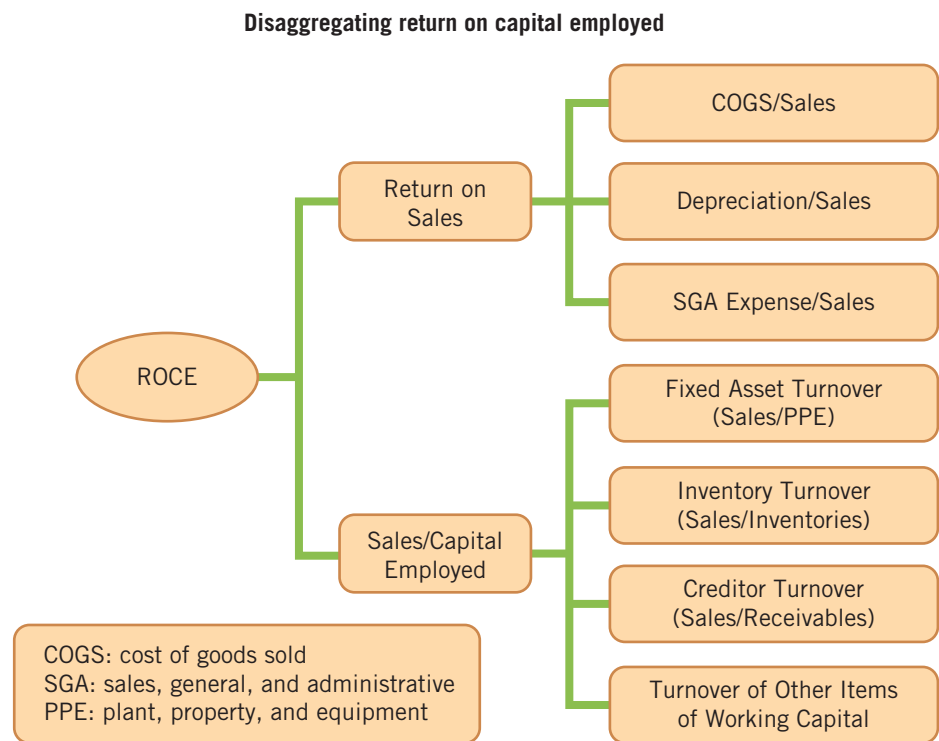 Disaggregating return on capital employed
ROCE
Return on
Sales
COGS/Sales
Depreciation/Sales
SGA Expense/Sales
Sales/Capital
Employed
Fixed Asset Turnover
(Sales/PPE)
Inventory Turnover
(Sales/Inventories)
Creditor Turnover
(Sales/Receivables)
Turnover of Other Items
of Working Capital
COGS: cost of goods sold
SGA: sales, general, and administrative
PPE: plant, property, and equipment